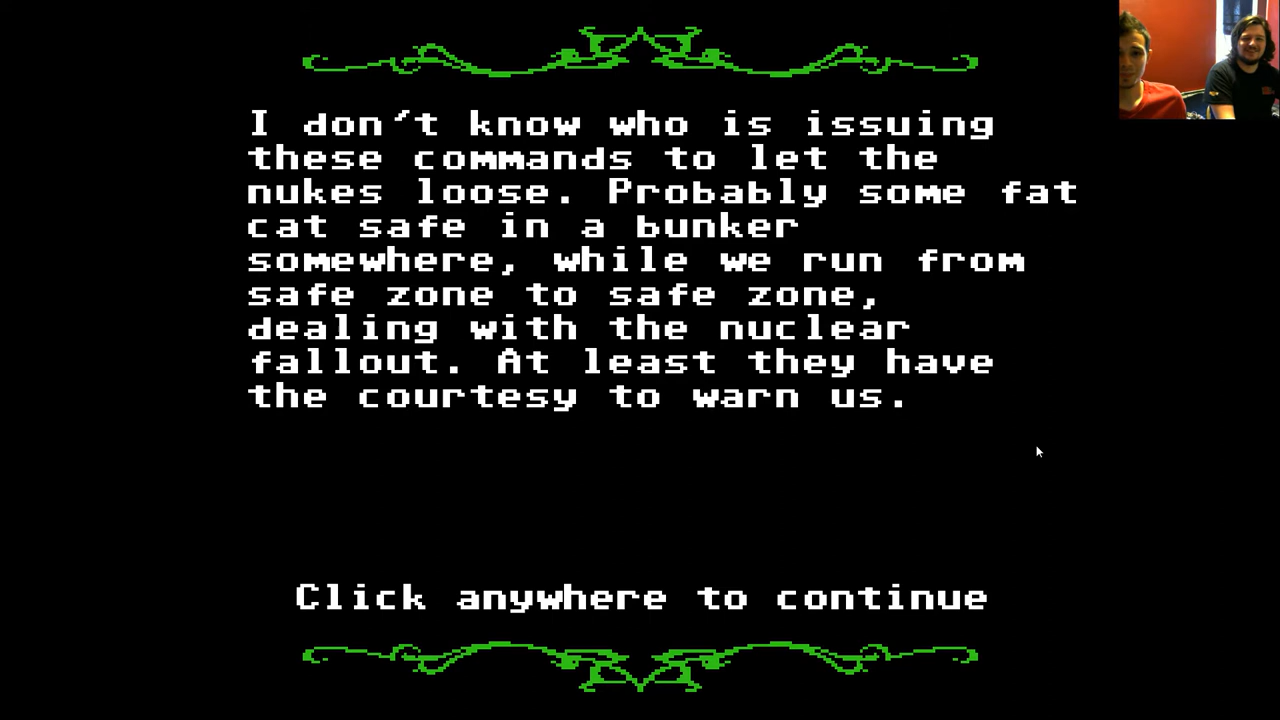 I don't know who is issuing
these commands to let the
nukes loose. Probably some fat
cat safe in a bunker
somewhere, while we run from
safe zone to safe zone,
dealing with the nuclear
fallout. At least they have
the courtesy to warn us.
Click anywhere to continue